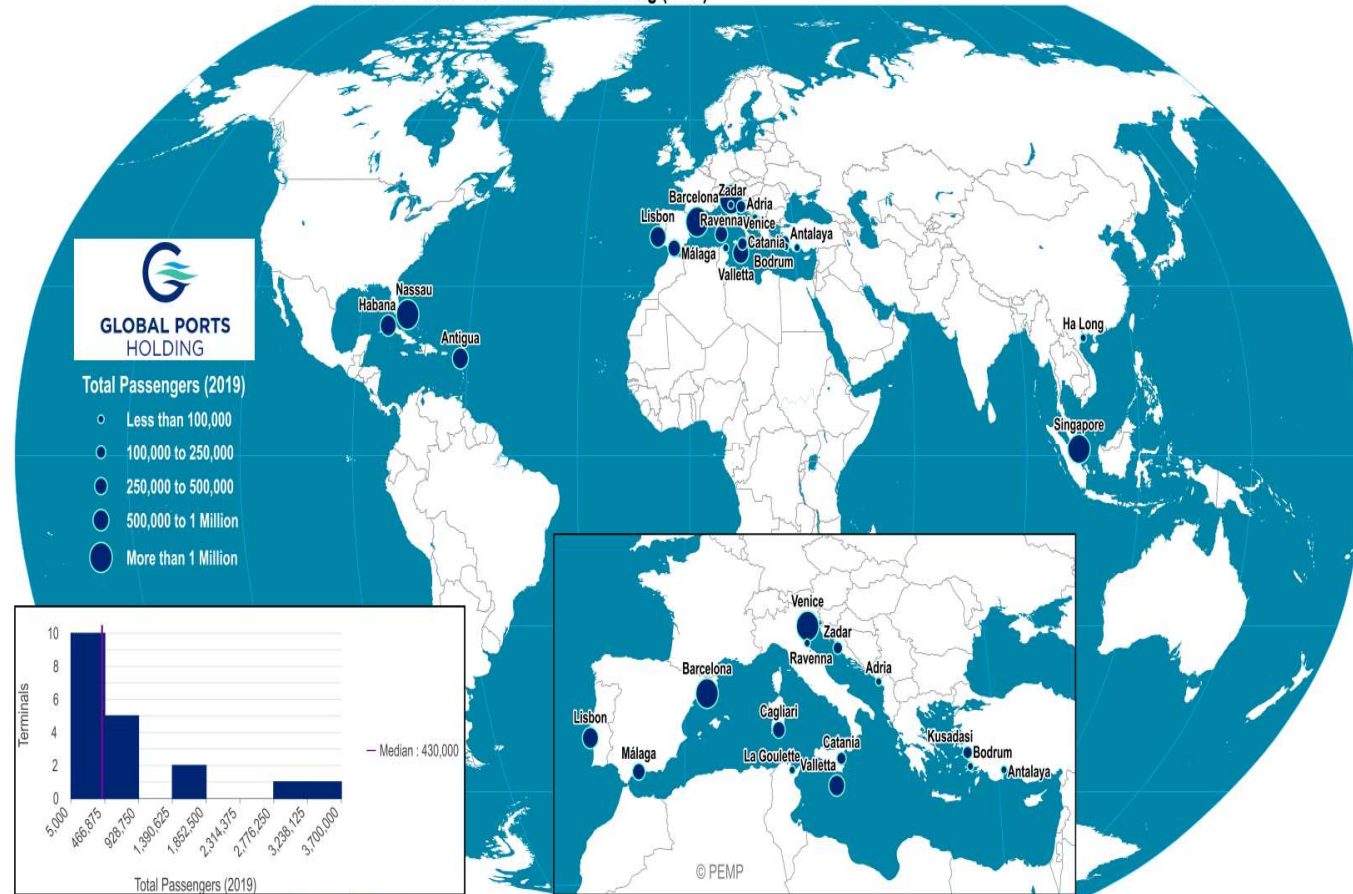 GLOBAL PORTS
HOLDING
Total Passengers (2019)
Less than 100,000
100,000 to 250,000
250,000 to 500,000
500,000 to 1 Million
More than 1 Million
Habana
Nassau
Antigua
Lisbon
Barcelona
Zadar
Adria
Ravenna
Venice
Málaga
Catania
Antalaya
Valletta
Bodrum
Ha Long
Singapore
Terminals
10
8
6
4
2
0
5,000
466,875
928,750
1,390,625
1,852,500
2,314,375
2,776,250
3,238,125
3,700,000
Total Passengers (2019)
Median : 430,000
Venice
Zadar
Ravenna
Barcelona
Adria
Lisbon
Cagliari
Málaga
La Goulette
Catania
Valletta
Kusadasi
Bodrum
Antalaya
© PEMP